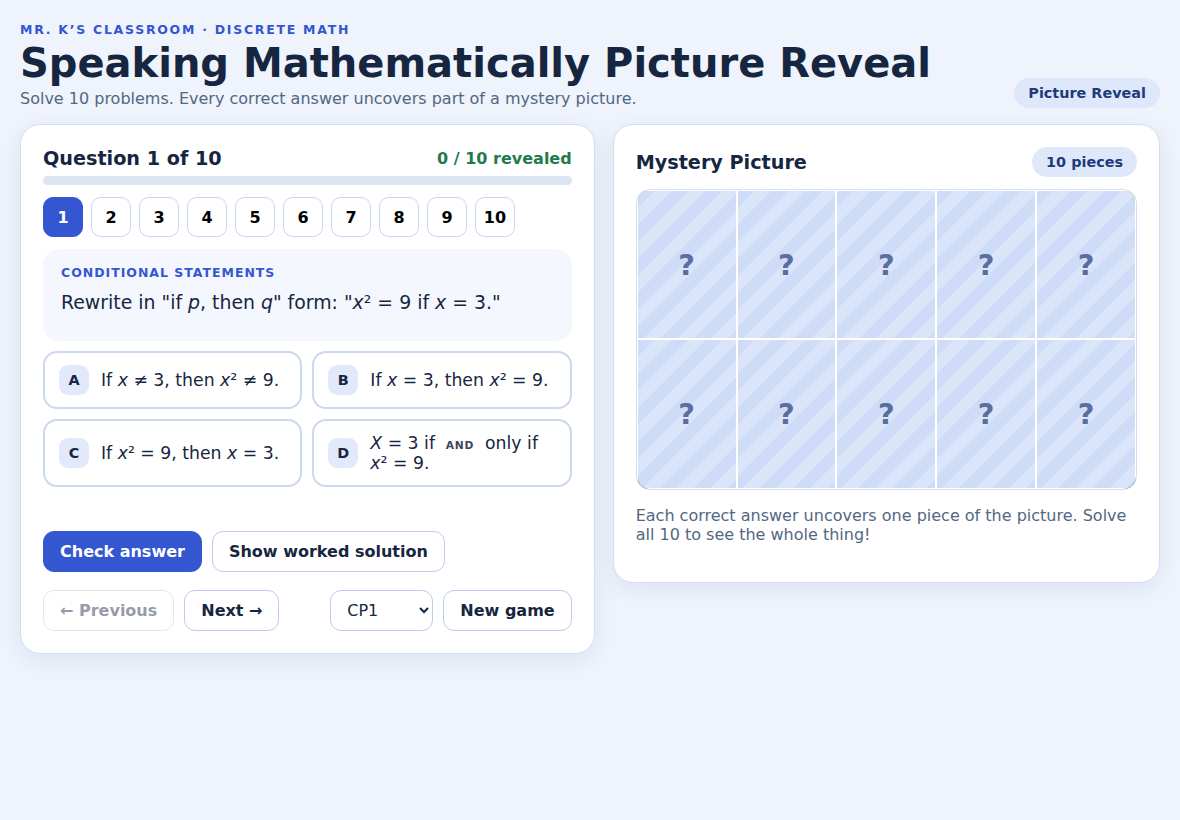 MR. K’S CLASSROOM · DISCRETE MATH
Speaking Mathematically Picture Reveal
Solve 10 problems. Every correct answer uncovers part of a mystery picture.
Picture Reveal
Question 1 of 10
0 / 10 revealed
1 2 3 4 5 6 7 8 9 10
CONDITIONAL STATEMENTS
Rewrite in "if p, then q" form: "x² = 9 if x = 3."
A If x ≠ 3, then x² ≠ 9.
B If x = 3, then x² = 9.
C If x² = 9, then x = 3.
D X = 3 if AND only if
x² = 9.
Check answer
Show worked solution
← Previous
Next →
CP1
New game
Mystery Picture
10 pieces
? ? ? ? ?
? ? ? ? ?
Each correct answer uncovers one piece of the picture. Solve
all 10 to see the whole thing!